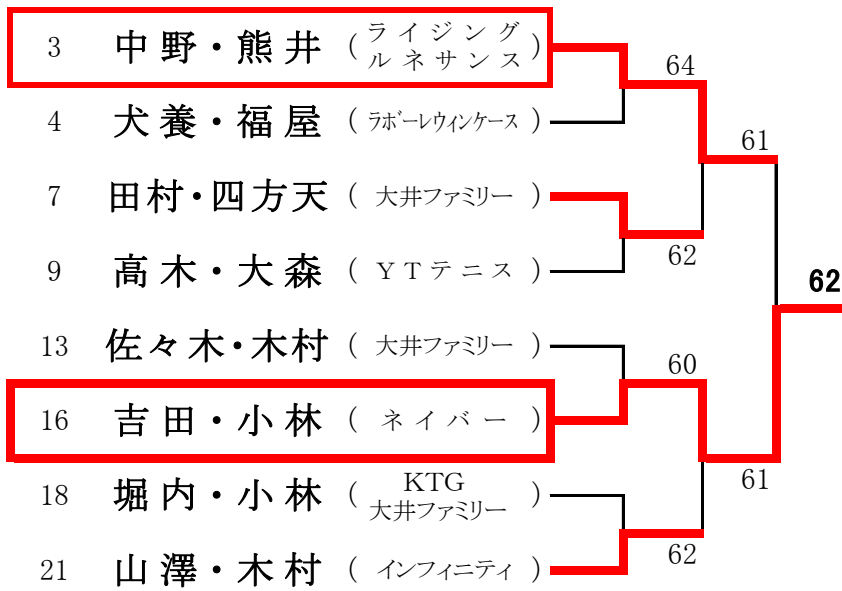 3 中野・熊井 (ライジング
ルネサンス)
64
4 犬養・福屋 (ラボーレウィンケース)
61
7 田村・四方天 (大井ファミリー)
62
9 髙木・大森 (YTテニス)
62
13 佐々木・木村 (大井ファミリー)
60
16 吉田・小林 (ネイバー)
61
18 堀内・小林 (KTG
大井ファミリー)
62
21 山澤・木村 (インフィニティ)